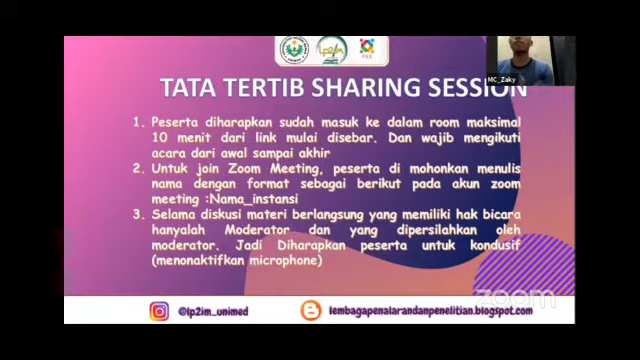 lp2im
PKR
MC_Zaky
TATA TERTIB SHARING SESSION
1. Peserta diharapkan sudah masuk ke dalam room maksimal
10 menit dari link mulai disebar. Dan wajib mengikuti
acara dari awal sampai akhir
2. Untuk join Zoom Meeting, peserta di mohonkan menulis
nama dengan format sebagai berikut pada akun zoom
meeting :Nama_instansi
3. Selama diskusi materi berlangsung yang memiliki hak bicara
hanyalah Moderator dan yang dipersilahkan oleh
moderator. Jadi Diharapkan peserta untuk kondusif
(menonaktifkan microphone)
zoom
@lp2im_unimed
lembagapenalarandanpenelitian.blogspot.com